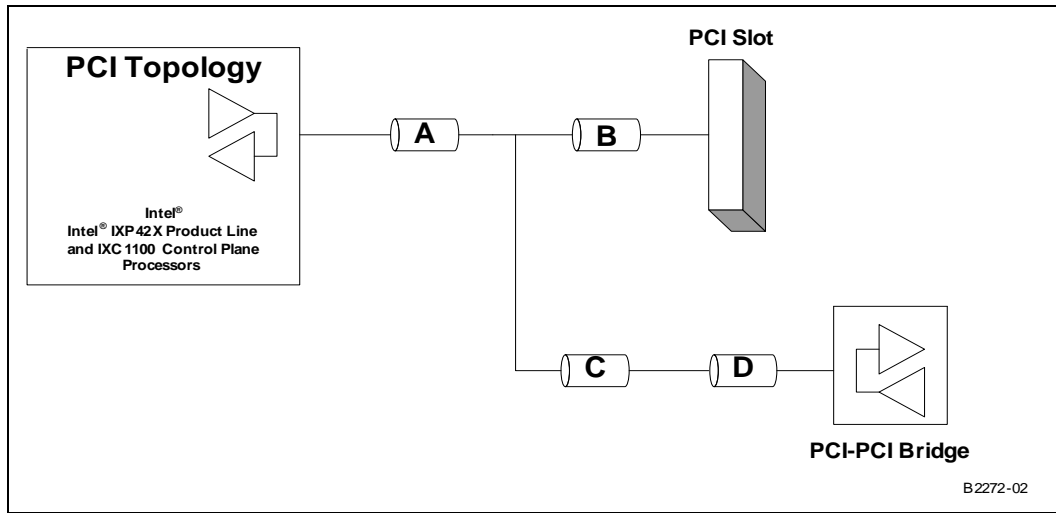 PCI Topology
Intel®
Intel® IXP42X Product Line
and IXC1100 Control Plane
Processors
A
B
PCI Slot
C
D
PCI-PCI Bridge
B2272-02